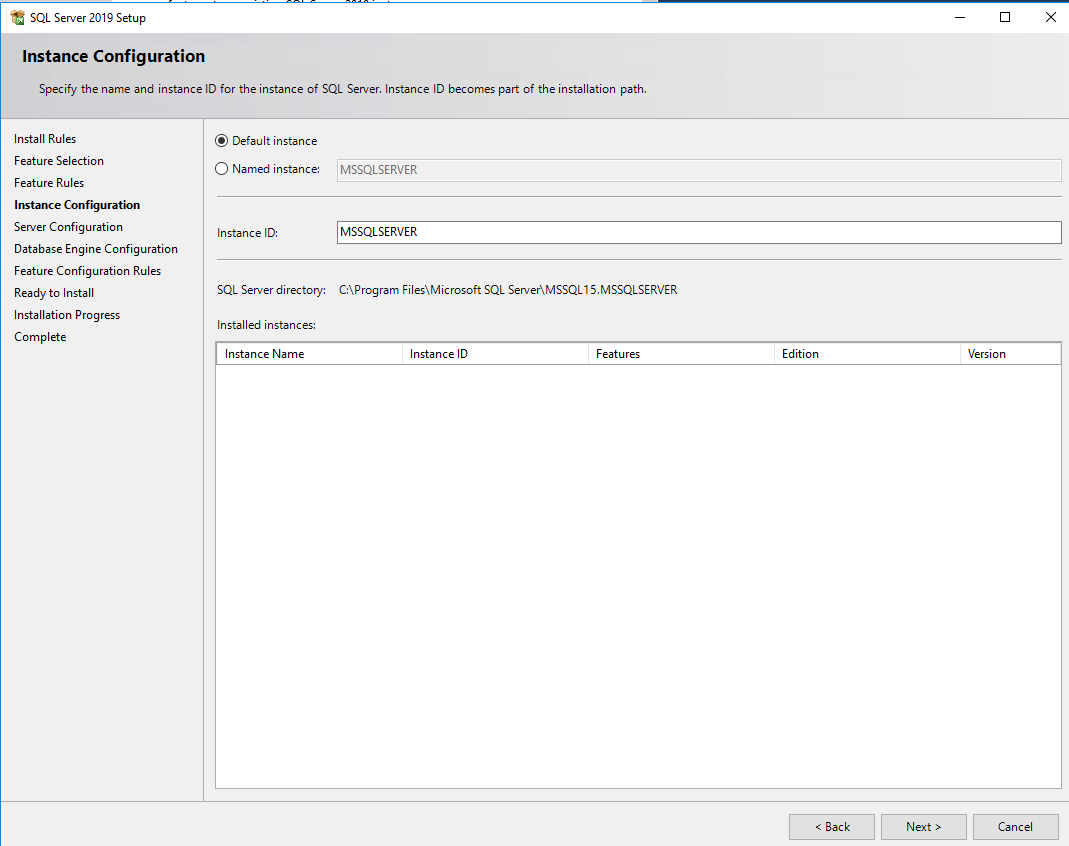 SQL Server 2019 Setup
Instance Configuration
Specify the name and instance ID for the instance of SQL Server. Instance ID becomes part of the installation path.
Install Rules
Feature Selection
Feature Rules
Instance Configuration
Server Configuration
Database Engine Configuration
Feature Configuration Rules
Ready to Install
Installation Progress
Complete
Default instance
Named instance: MSSQLSERVER
Instance ID: MSSQLSERVER
SQL Server directory: C:\Program Files\Microsoft SQL Server\MSSQL15.MSSQLSERVER
Installed instances:
Instance Name Instance ID Features Edition Version
< Back Next > Cancel